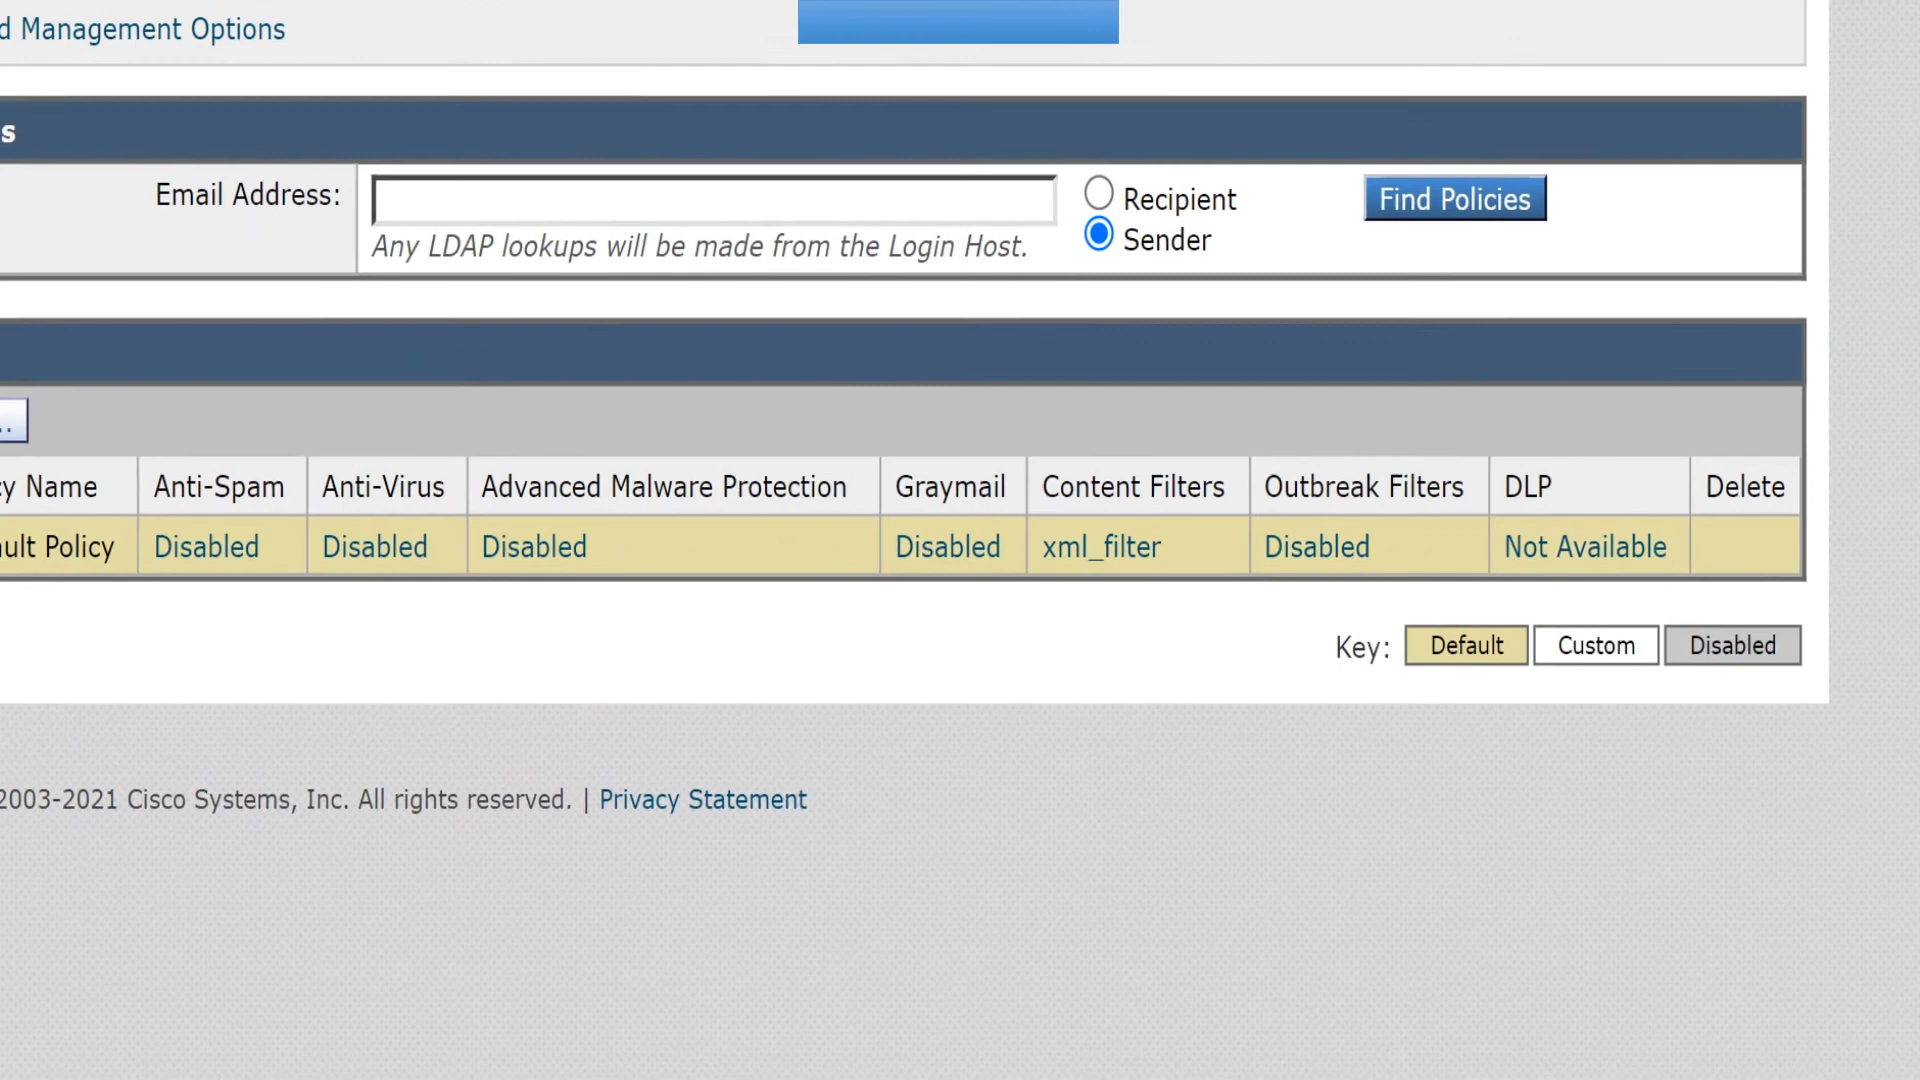 d Management Options
s
Email Address:
Recipient
Find Policies
Any LDAP lookups will be made from the Login Host.
Sender
..
cy Name Anti-Spam Anti-Virus Advanced Malware Protection Graymail Content Filters Outbreak Filters DLP Delete
ault Policy Disabled Disabled Disabled Disabled xml_filter Disabled Not Available
Key: Default Custom Disabled
2003-2021 Cisco Systems, Inc. All rights reserved. | Privacy Statement